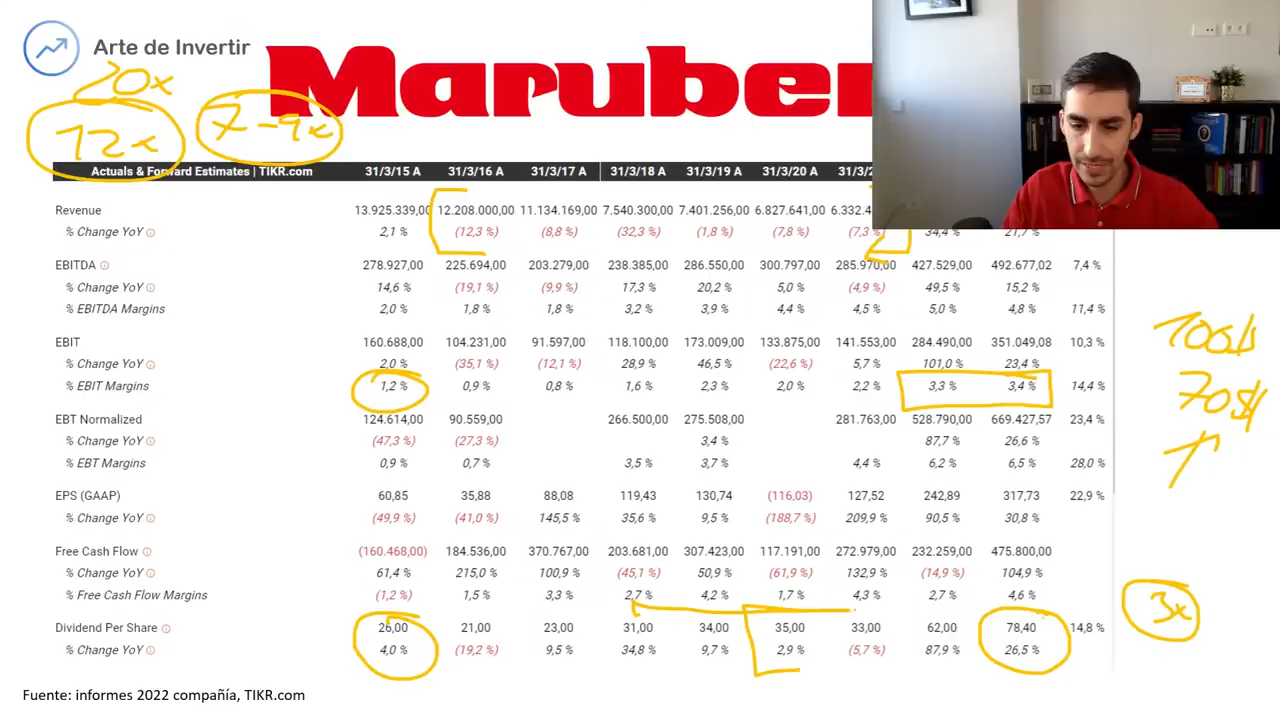 Arte de Invertir
Maruben
20x
12x
7-9x
Actuals & Forward Estimates | TIKR.com 31/3/15 A 31/3/16 A 31/3/17 A 31/3/18 A 31/3/19 A 31/3/20 A
Revenue 13.925.339,00 12.208.000,00 11.134.169,00 7.540.300,00 7.401.256,00 6.827.641,00 6.332.4
% Change YoY 2,1 % (12,3 %) (8,8 %) (32,3 %) (1,8 %) (7,8 %) (7,3 %) 34,4 % 21,7 %
EBITDA 278.927,00 225.694,00 203.279,00 238.385,00 286.550,00 300.797,00 285.970,00 427.529,00 492.677,02 7,4 %
% Change YoY 14,6 % (19,1 %) (9,9 %) 17,3 % 20,2 % 5,0 % (4,9 %) 49,5 % 15,2 %
% EBITDA Margins 2,0 % 1,8 % 1,8 % 3,2 % 3,9 % 4,4 % 4,5 % 5,0 % 4,8 % 11,4 %
EBIT 160.688,00 104.231,00 91.597,00 118.100,00 173.009,00 133.875,00 141.553,00 284.490,00 351.049,08 10,3 %
% Change YoY 2,0 % (35,1 %) (12,1 %) 28,9 % 46,5 % (22,6 %) 5,7 % 101,0 % 23,4 %
% EBIT Margins 1,2 % 0,9 % 0,8 % 1,6 % 2,3 % 2,0 % 2,2 % 3,3 % 3,4 % 14,4 %
EBT Normalized 124.614,00 90.559,00 266.500,00 275.508,00 281.763,00 528.790,00 669.427,57 23,4 %
% Change YoY (47,3 %) (27,3 %) 3,4 % 87,7 % 26,6 %
% EBT Margins 0,9 % 0,7 % 3,5 % 3,7 % 4,4 % 6,2 % 6,5 % 28,0 %
EPS (GAAP) 60,85 35,88 88,08 119,43 130,74 (116,03) 127,52 242,89 317,73 22,9 %
% Change YoY (49,9 %) (41,0 %) 145,5 % 35,6 % 9,5 % (188,7 %) 209,9 % 90,5 % 30,8 %
Free Cash Flow (160.468,00) 184.536,00 370.767,00 203.681,00 307.423,00 117.191,00 272.979,00 232.259,00 475.800,00
% Change YoY 61,4 % 215,0 % 100,9 % (45,1 %) 50,9 % (61,9 %) 132,9 % (14,9 %) 104,9 %
% Free Cash Flow Margins (1,2 %) 1,5 % 3,3 % 2,7 % 4,2 % 1,7 % 4,3 % 2,7 % 4,6 %
Dividend Per Share 26,00 21,00 23,00 31,00 34,00 35,00 33,00 62,00 78,40 14,8 %
% Change YoY 4,0 % (19,2 %) 9,5 % 34,8 % 9,7 % 2,9 % (5,7 %) 87,9 % 26,5 %
100$
70$
3x
Fuente: informes 2022 compañía, TIKR.com